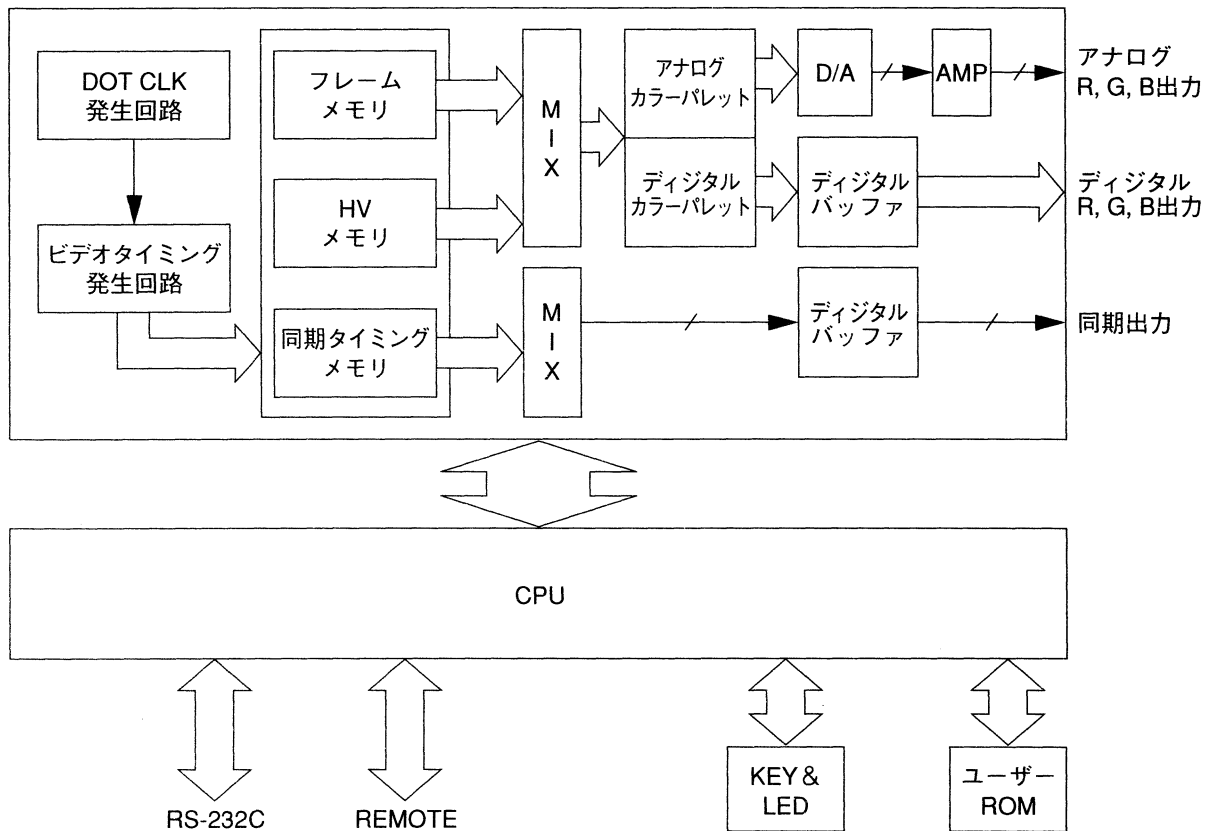 DOT CLK
発生回路
ビデオタイミング
発生回路
フレーム
メモリ
HV
メモリ
同期タイミング
メモリ
M
I
X
M
I
X
アナログ
カラーパレット
ディジタル
カラーパレット
D/A
AMP
ディジタル
バッファ
ディジタル
バッファ
アナログ
R, G, B出力
ディジタル
R, G, B出力
同期出力
CPU
RS-232C
REMOTE
KEY &
LED
ユーザー
ROM